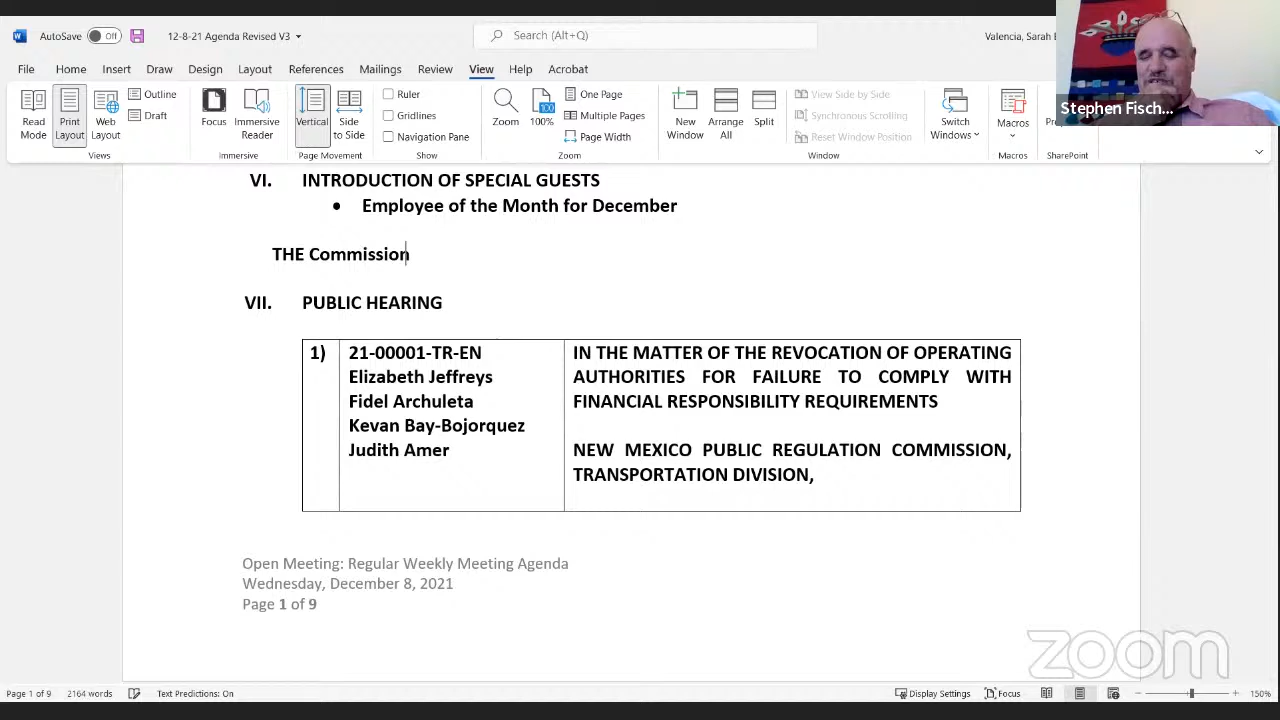 AutoSave Off 12-8-21 Agenda Revised V3 Search (Alt+Q) Valencia, Sarah
File Home Insert Draw Design Layout References Mailings Review View Help Acrobat
Read Mode
Print Layout
Web Layout
Outline
Draft
Views
Focus
Immersive Reader
Immersive
Vertical
Side to Side
Page Movement
Ruler
Gridlines
Navigation Pane
Show
Zoom
100%
One Page
Multiple Pages
Page Width
Zoom
New Window
Arrange All
Split
View Side by Side
Synchronous Scrolling
Reset Window Position
Window
Switch Windows
Macros
Macros
SharePoint
Stephen Fisch...
VI. INTRODUCTION OF SPECIAL GUESTS
• Employee of the Month for December
THE Commission
VII. PUBLIC HEARING
1) 21-00001-TR-EN
Elizabeth Jeffreys
Fidel Archuleta
Kevan Bay-Bojorquez
Judith Amer
IN THE MATTER OF THE REVOCATION OF OPERATING
AUTHORITIES FOR FAILURE TO COMPLY WITH
FINANCIAL RESPONSIBILITY REQUIREMENTS
NEW MEXICO PUBLIC REGULATION COMMISSION,
TRANSPORTATION DIVISION,
Open Meeting: Regular Weekly Meeting Agenda
Wednesday, December 8, 2021
Page 1 of 9
zoom
Page 1 of 9 2164 words Text Predictions: On Display Settings Focus 150%